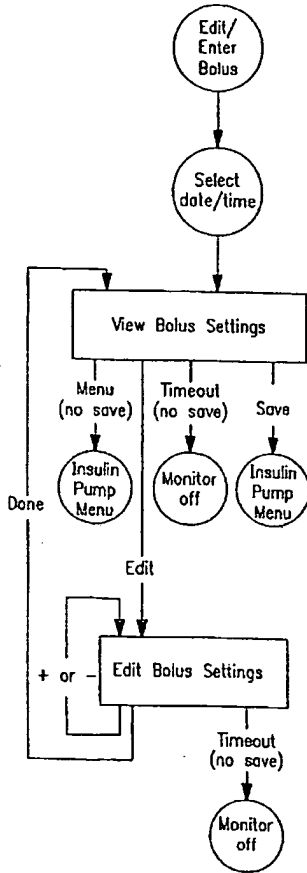 Edit/
Enter
Bolus
Select
date/time
View Bolus Settings
Menu
(no save)
Timeout
(no save)
Save
Insulin
Pump
Menu
Monitor
off
Insulin
Pump
Menu
Done
Edit
+ or -
Edit Bolus Settings
Timeout
(no save)
Monitor
off